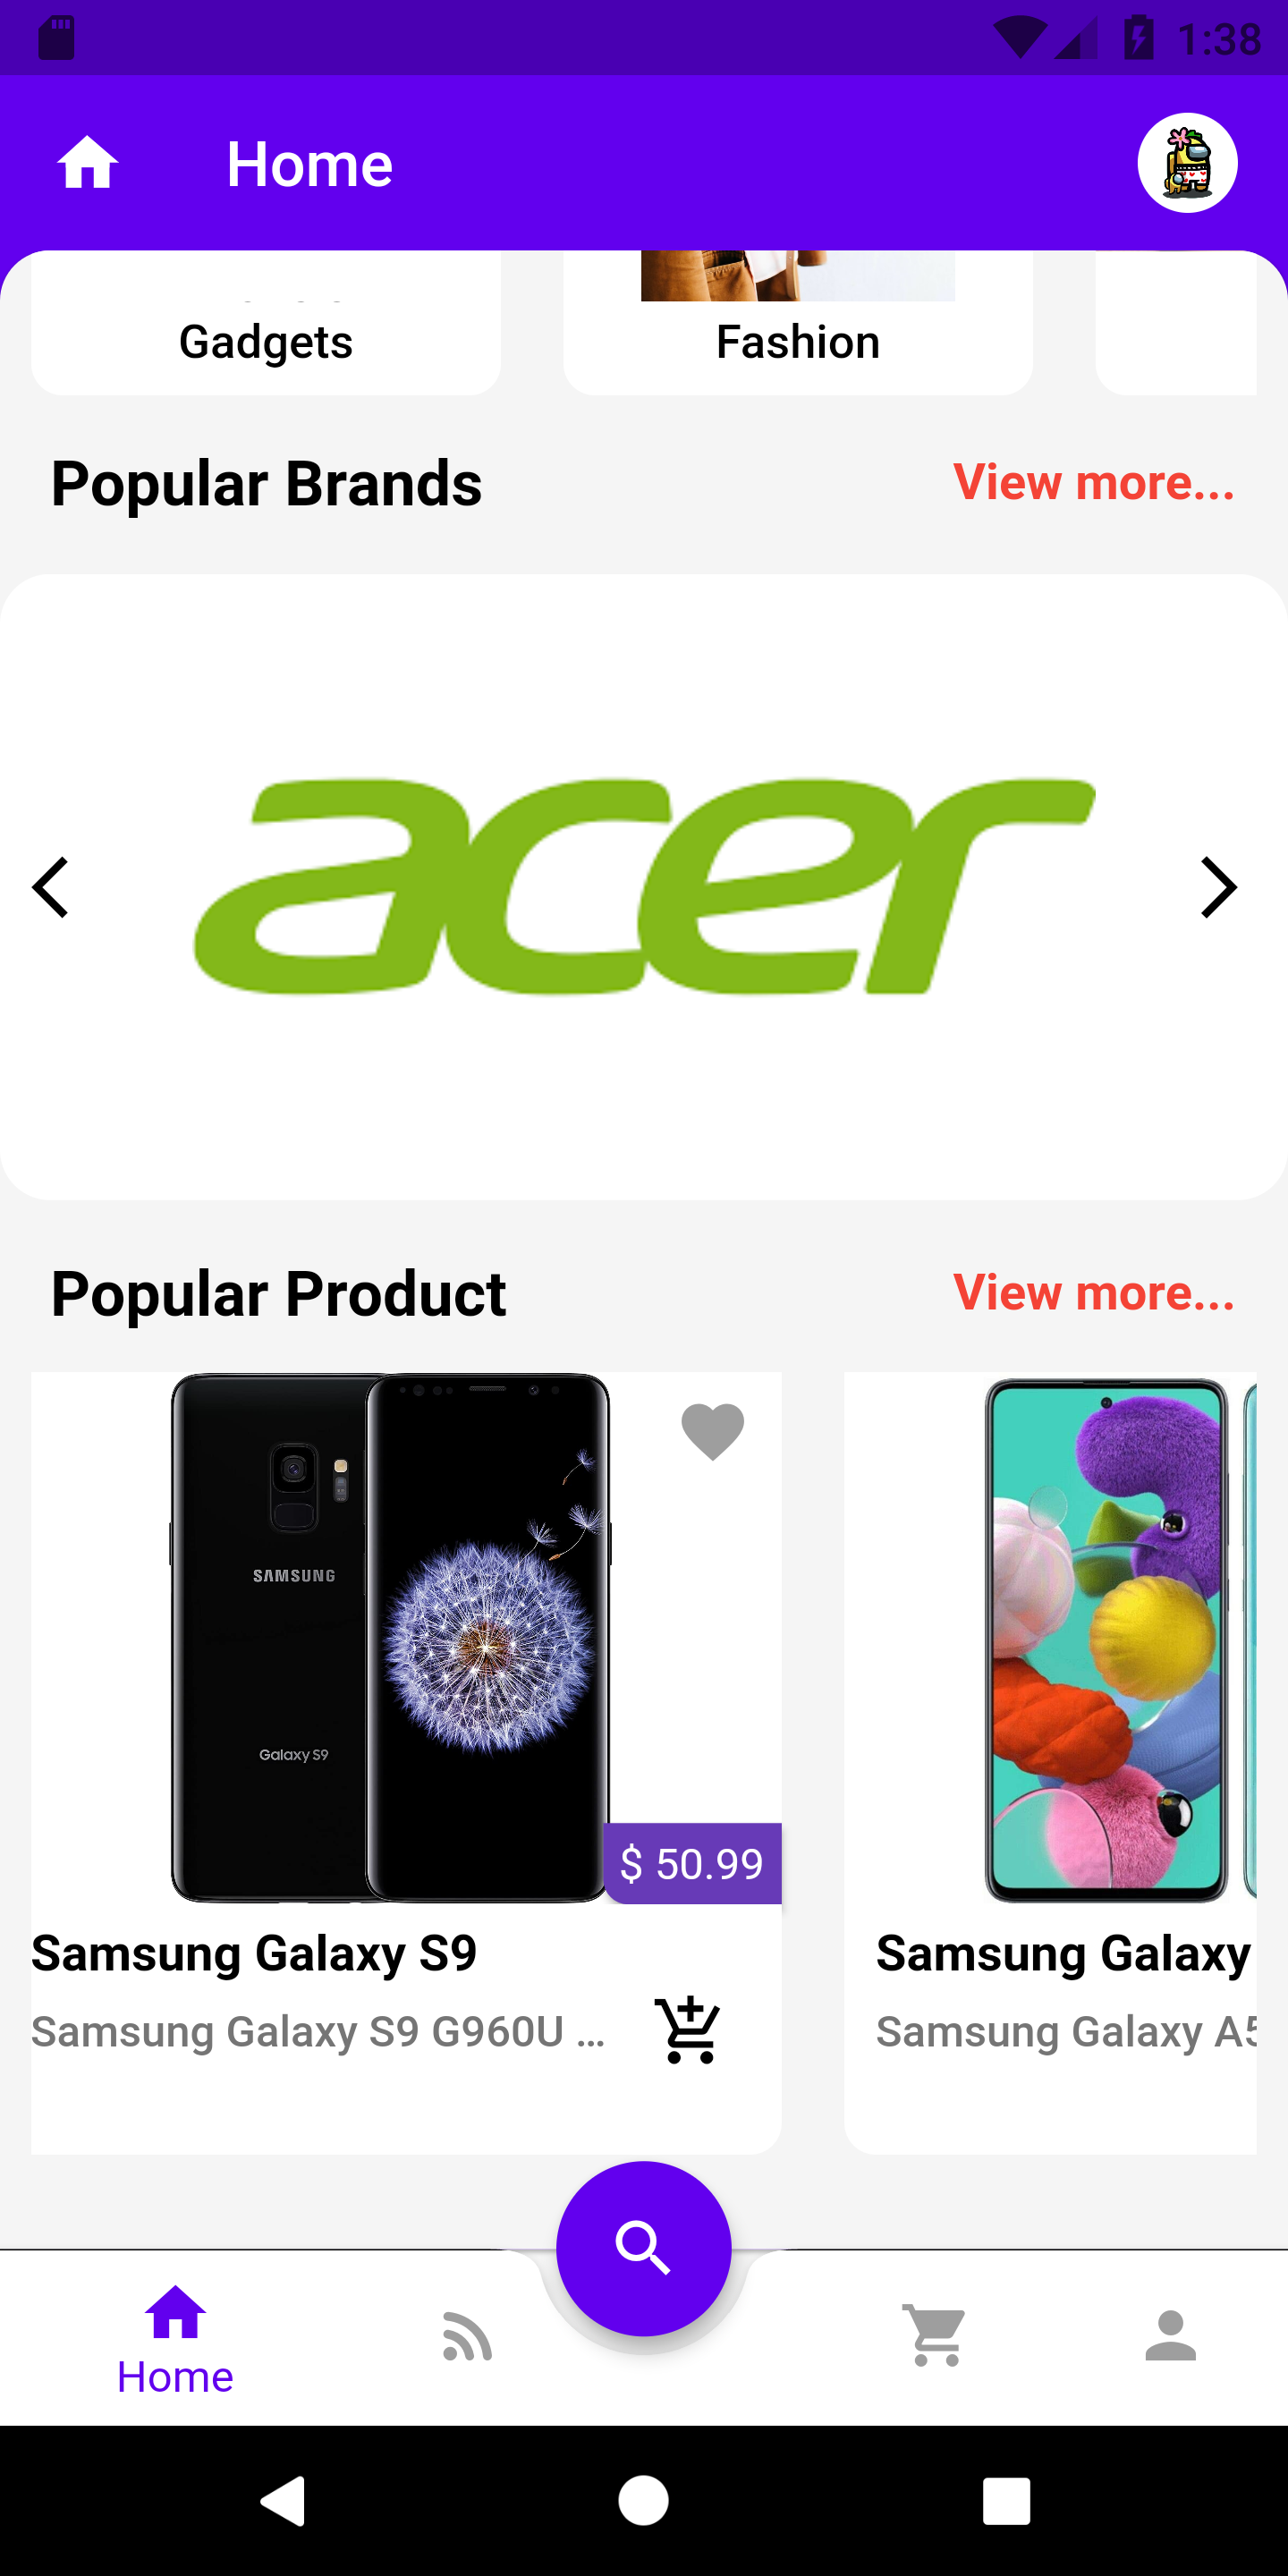 1:38
Home
Gadgets
Fashion
Popular Brands
View more...
acer
Popular Product
View more...
SAMSUNG
Galaxy S9
$ 50.99
Samsung Galaxy S9
Samsung Galaxy
Samsung Galaxy S9 G960U ...
Samsung Galaxy A5
Home